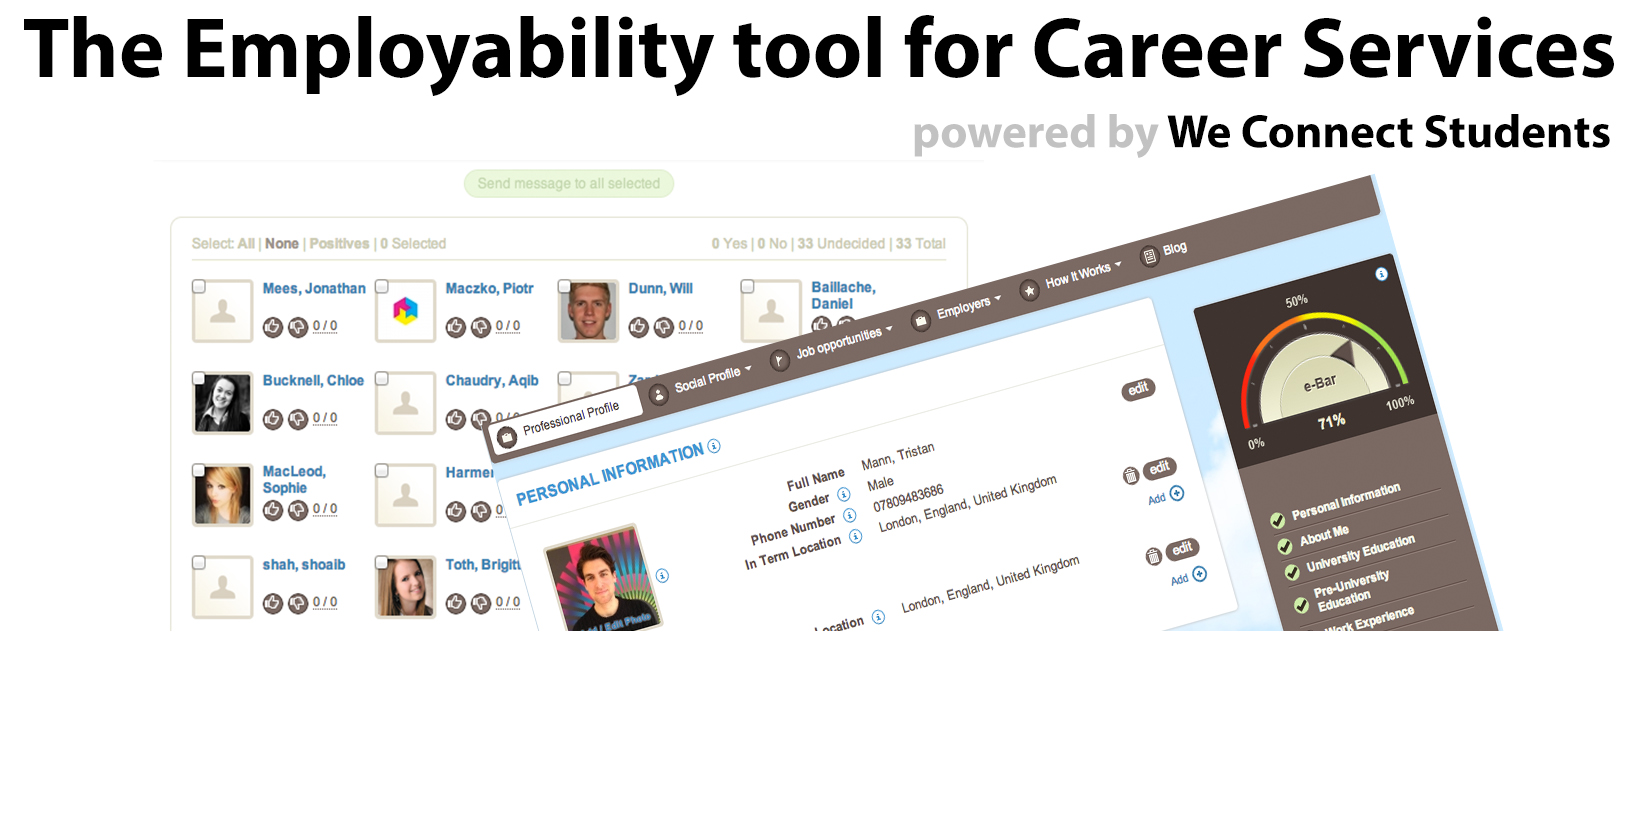 The Employability tool for Career Services
powered by We Connect Students
Send message to all selected
Select: All | None | Positives | 0 Selected
0 Yes | 0 No | 33 Undecided | 33 Total
Mees, Jonathan
0 / 0
Maczko, Piotr
0 / 0
Dunn, Will
0 / 0
Baillache,
Daniel
Bucknell, Chloe
0 / 0
Chaudry, Aqib
MacLeod,
Sophie
0 / 0
shah, shoaib
0 / 0
0 / 0
Professional Profile
Social Profile
Job opportunities
Employers
How It Works
Blog
PERSONAL INFORMATION
edit
Full Name Mann, Tristan
Gender Male
Phone Number 07809483686
In Term Location London, England, United Kingdom
edit
Add
London, England, United Kingdom
edit
Add
Add / Edit Photo
50%
e-Bar
0%
71%
100%
Personal Information
About Me
University Education
Pre-University
Education
Work Experience